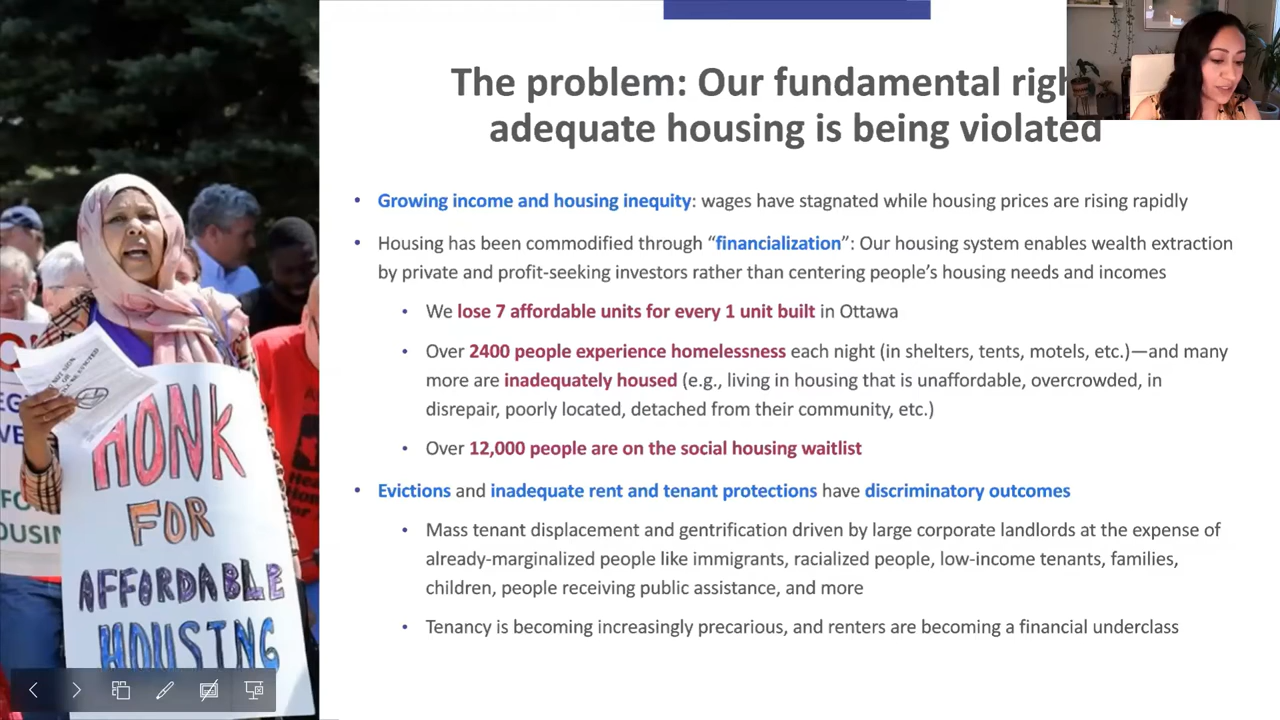 The problem: Our fundamental righ
adequate housing is being violated
• Growing income and housing inequity: wages have stagnated while housing prices are rising rapidly
• Housing has been commodified through “financialization”: Our housing system enables wealth extraction
by private and profit-seeking investors rather than centering people’s housing needs and incomes
• We lose 7 affordable units for every 1 unit built in Ottawa
• Over 2400 people experience homelessness each night (in shelters, tents, motels, etc.)—and many
more are inadequately housed (e.g., living in housing that is unaffordable, overcrowded, in
disrepair, poorly located, detached from their community, etc.)
• Over 12,000 people are on the social housing waitlist
• Evictions and inadequate rent and tenant protections have discriminatory outcomes
• Mass tenant displacement and gentrification driven by large corporate landlords at the expense of
already-marginalized people like immigrants, racialized people, low-income tenants, families,
children, people receiving public assistance, and more
• Tenancy is becoming increasingly precarious, and renters are becoming a financial underclass
HONK
FOR
AFFORDABLE
HOUSING